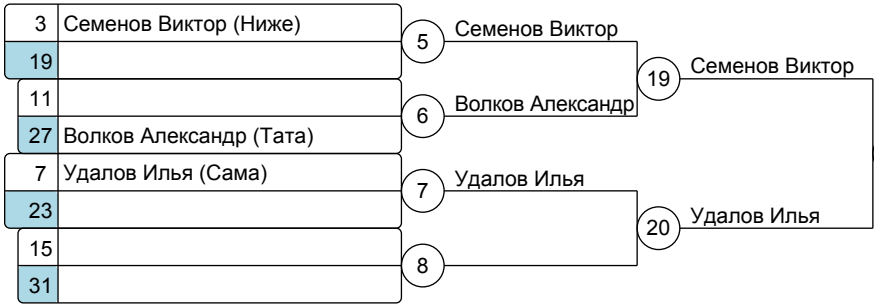 3 Семенов Виктор (Ниже)
19
5
Семенов Виктор
19
Семенов Виктор
11
27 Волков Александр (Тата)
6
Волков Александр
7 Удалов Илья (Сама)
23
7
Удалов Илья
20
Удалов Илья
15
31
8